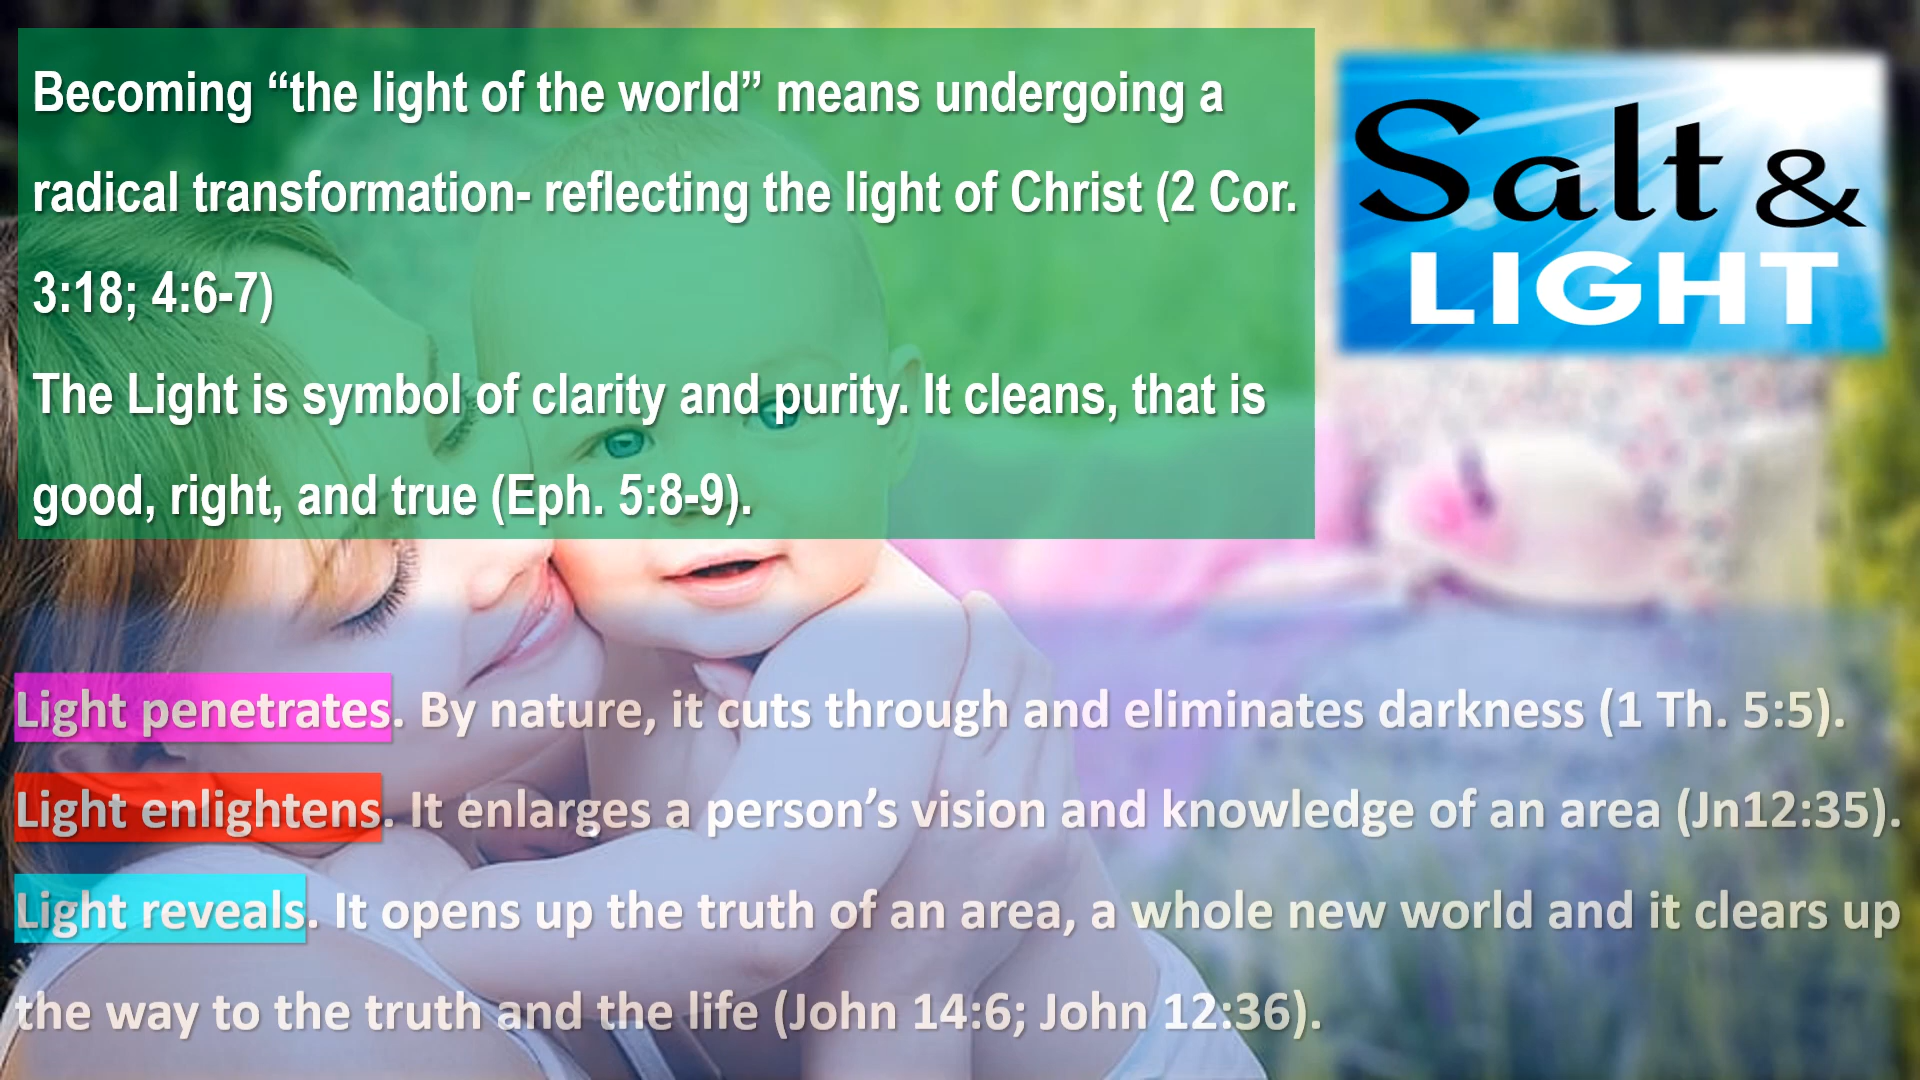 Becoming “the light of the world” means undergoing a
radical transformation- reflecting the light of Christ (2 Cor.
3:18; 4:6-7)
The Light is symbol of clarity and purity. It cleans, that is
good, right, and true (Eph. 5:8-9).
Salt &
LIGHT
Light penetrates. By nature, it cuts through and eliminates darkness (1 Th. 5:5).
Light enlightens. It enlarges a person’s vision and knowledge of an area (Jn12:35).
Light reveals. It opens up the truth of an area, a whole new world and it clears up
the way to the truth and the life (John 14:6; John 12:36).